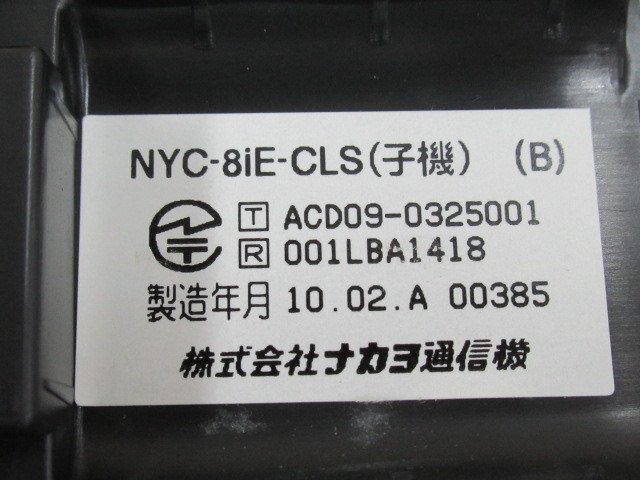 NYC-8iE-CLS(子機) (B)
T ACD09-0325001
R 001LBA1418
製造年月 10.02.A 00385
株式会社ナカヨ通信機